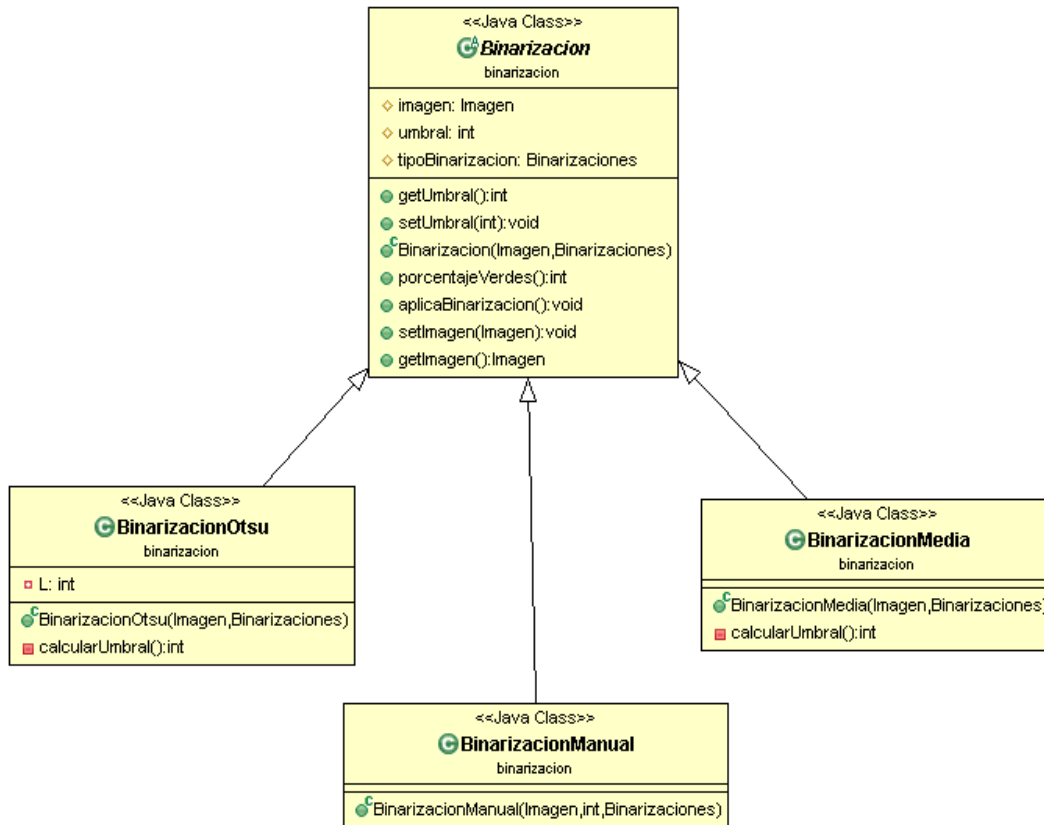 <<Java Class>>
Binarizacion
binarizacion
imagen: Imagen
umbral: int
tipoBinarizacion: Binarizaciones
getUmbral():int
setUmbral(int):void
Binarizacion(Imagen,Binarizaciones)
porcentajeVerdes():int
aplicaBinarizacion():void
setImagen(Imagen):void
getImagen():Imagen
<<Java Class>>
BinarizacionOtsu
binarizacion
L: int
BinarizacionOtsu(Imagen,Binarizaciones)
calcularUmbral():int
<<Java Class>>
BinarizacionMedia
binarizacion
BinarizacionMedia(Imagen,Binarizaciones)
calcularUmbral():int
<<Java Class>>
BinarizacionManual
binarizacion
BinarizacionManual(Imagen,int,Binarizaciones)